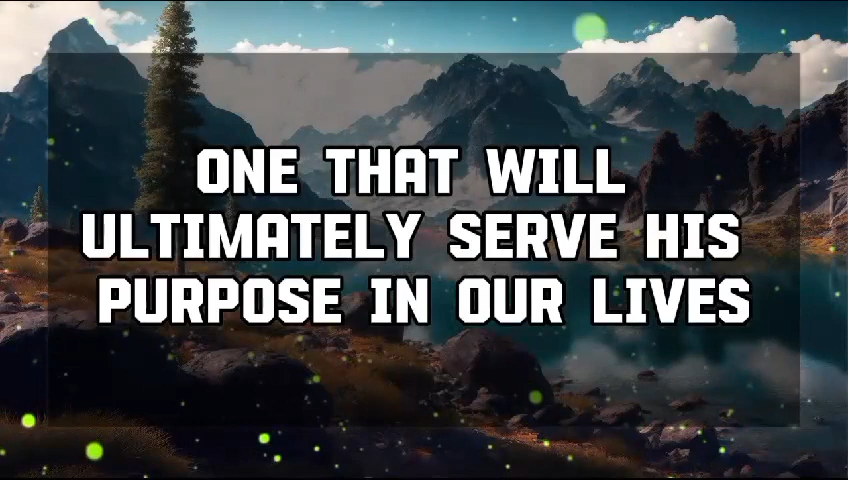 ONE THAT WILL
ULTIMATELY SERVE HIS
PURPOSE IN OUR LIVES